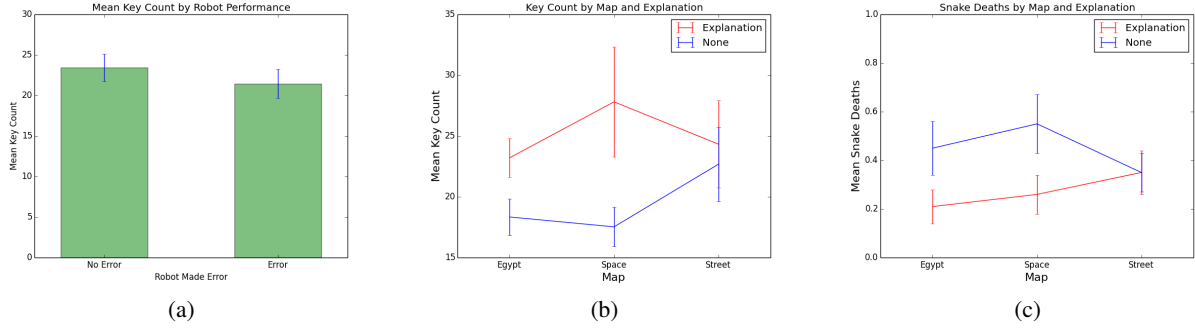 Mean Key Count by Robot Performance
30
25
20
15
10
5
0
Mean Key Count
No Error
Error
Robot Made Error
(a)
Key Count by Map and Explanation
35
30
25
20
15
Mean Key Count
Explanation
None
Egypt
Space
Street
Map
(b)
Snake Deaths by Map and Explanation
1.0
0.8
0.6
0.4
0.2
0.0
Mean Snake Deaths
Explanation
None
Egypt
Space
Street
Map
(c)